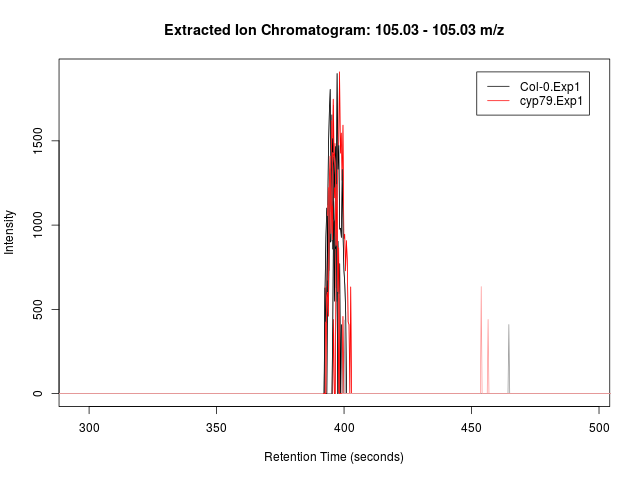 Extracted Ion Chromatogram: 105.03 - 105.03 m/z
Col-0.Exp1
cyp79.Exp1
Intensity
1500
1000
500
0
300 350 400 450 500
Retention Time (seconds)